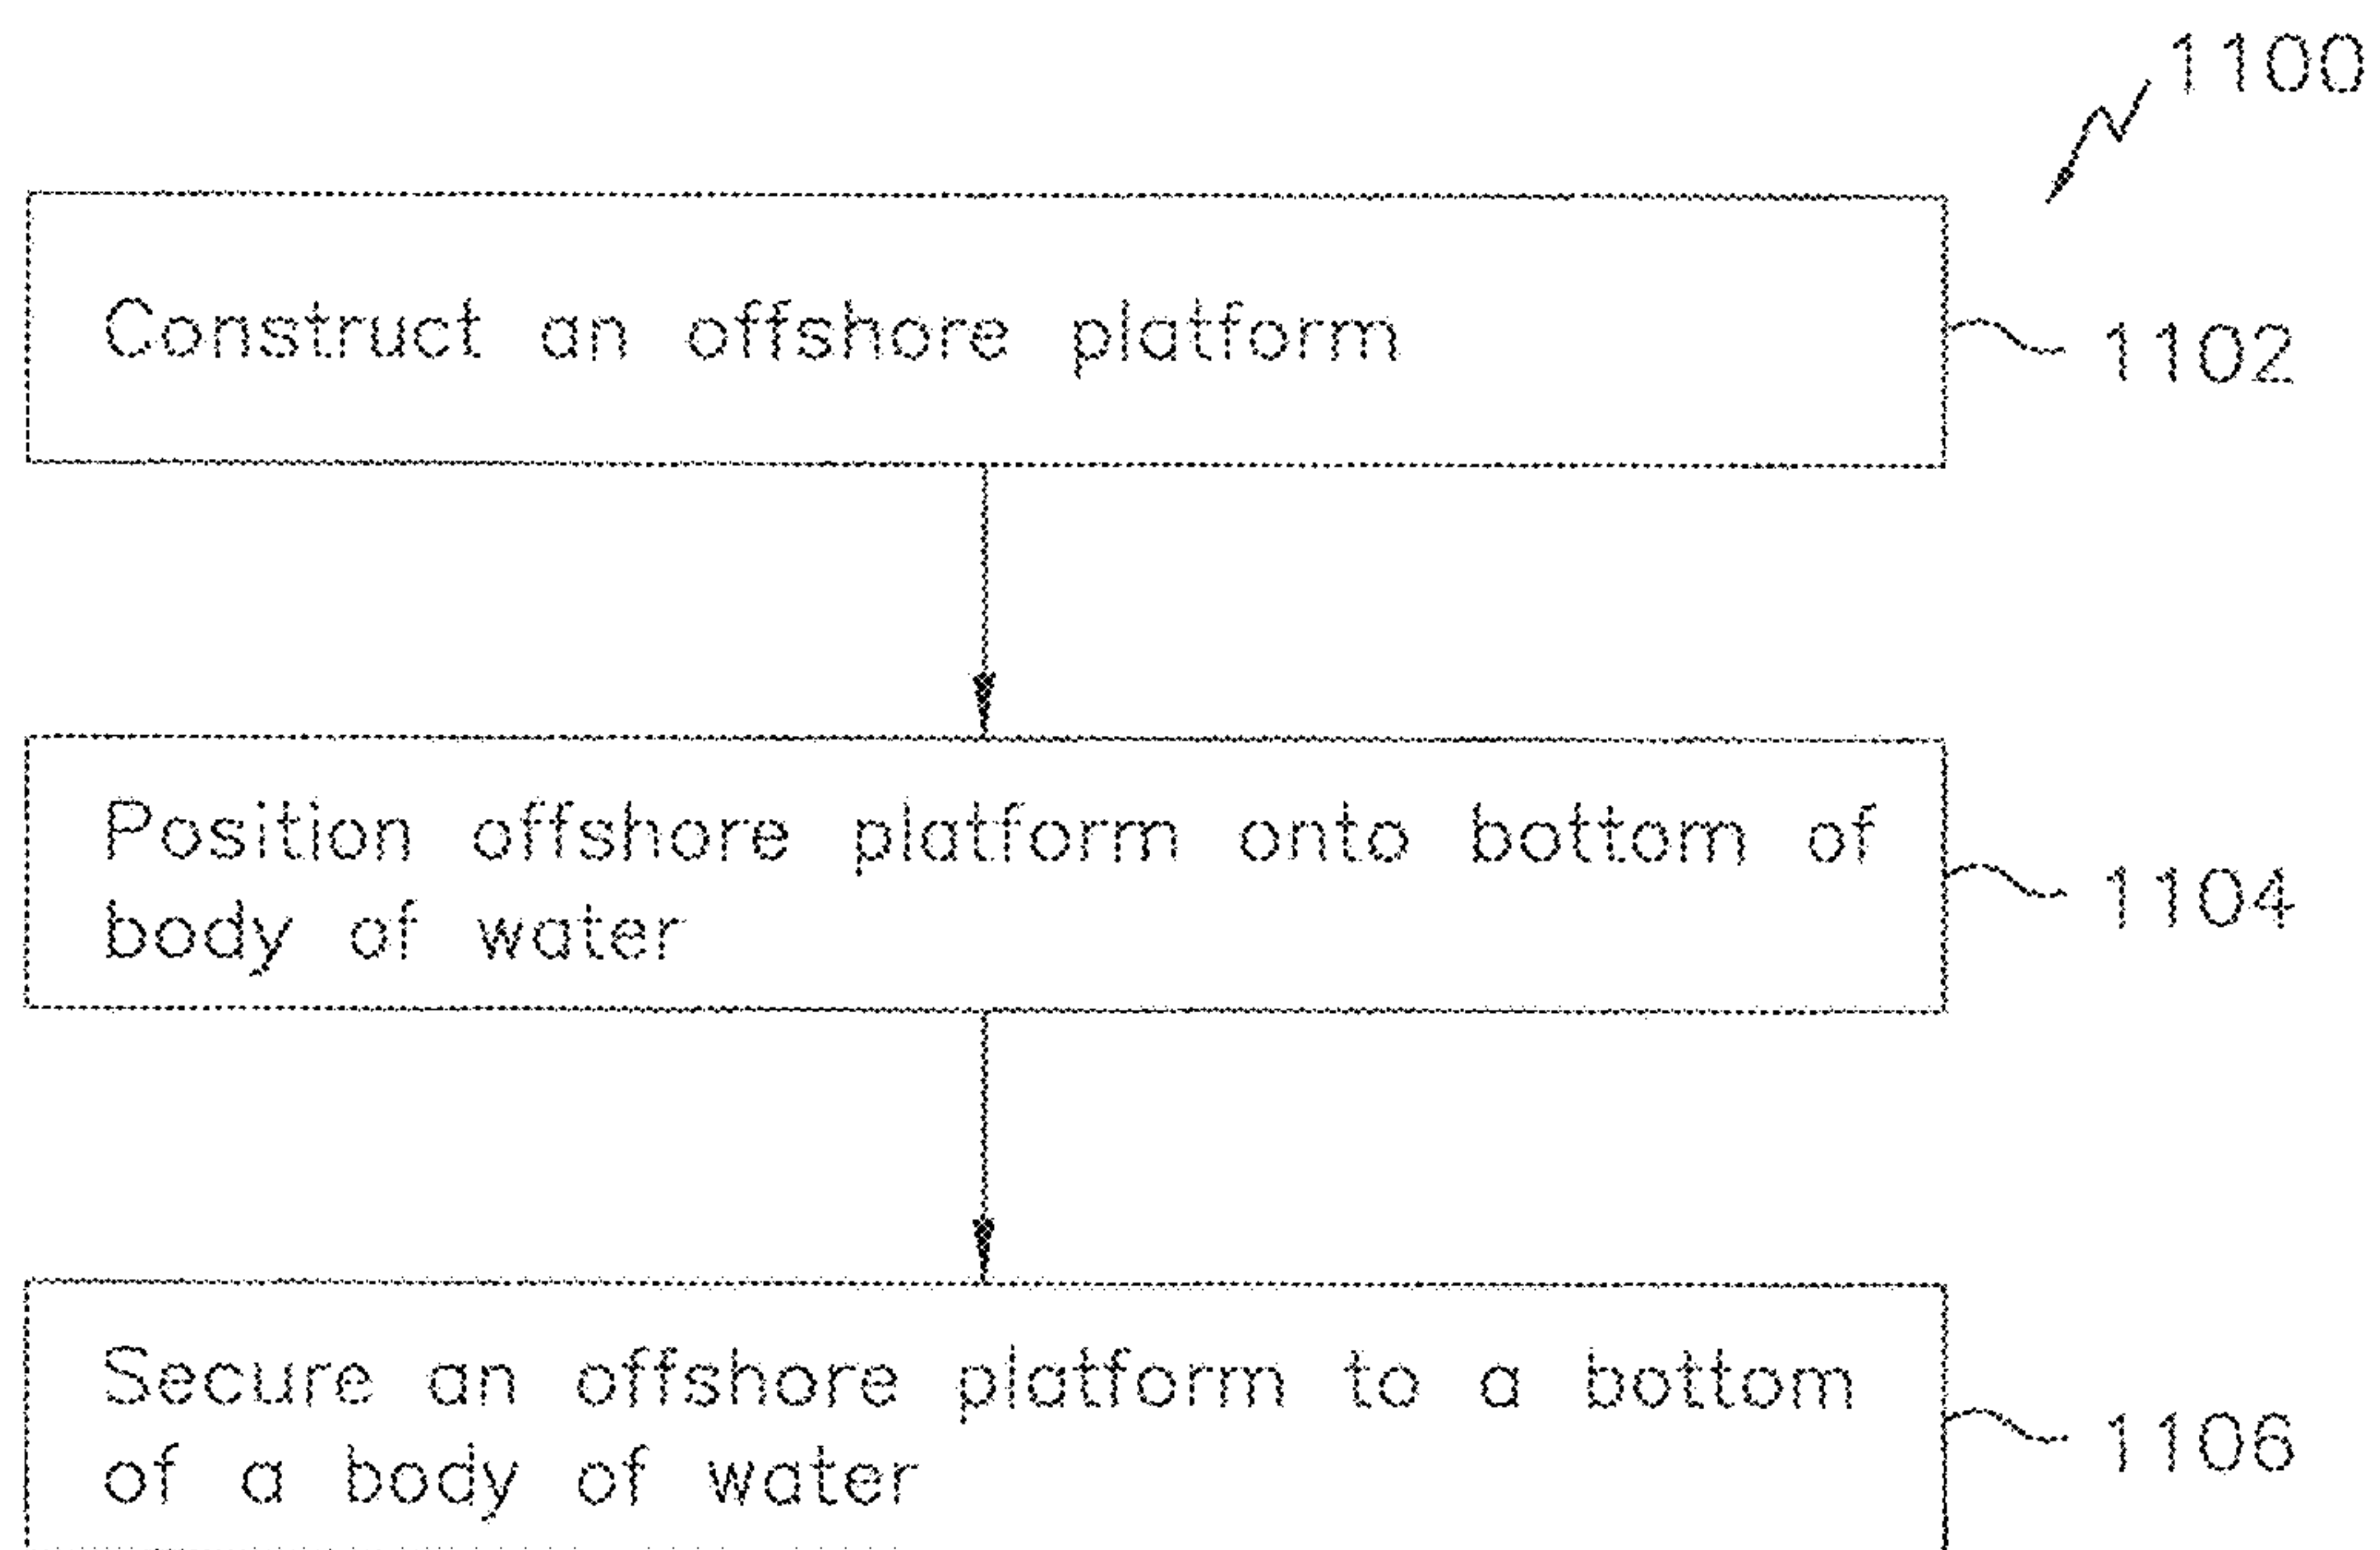 1100
Construct an offshore platform
1102
Position offshore platform onto bottom of
body of water
1104
Secure an offshore platform to a bottom
of a body of water
1106